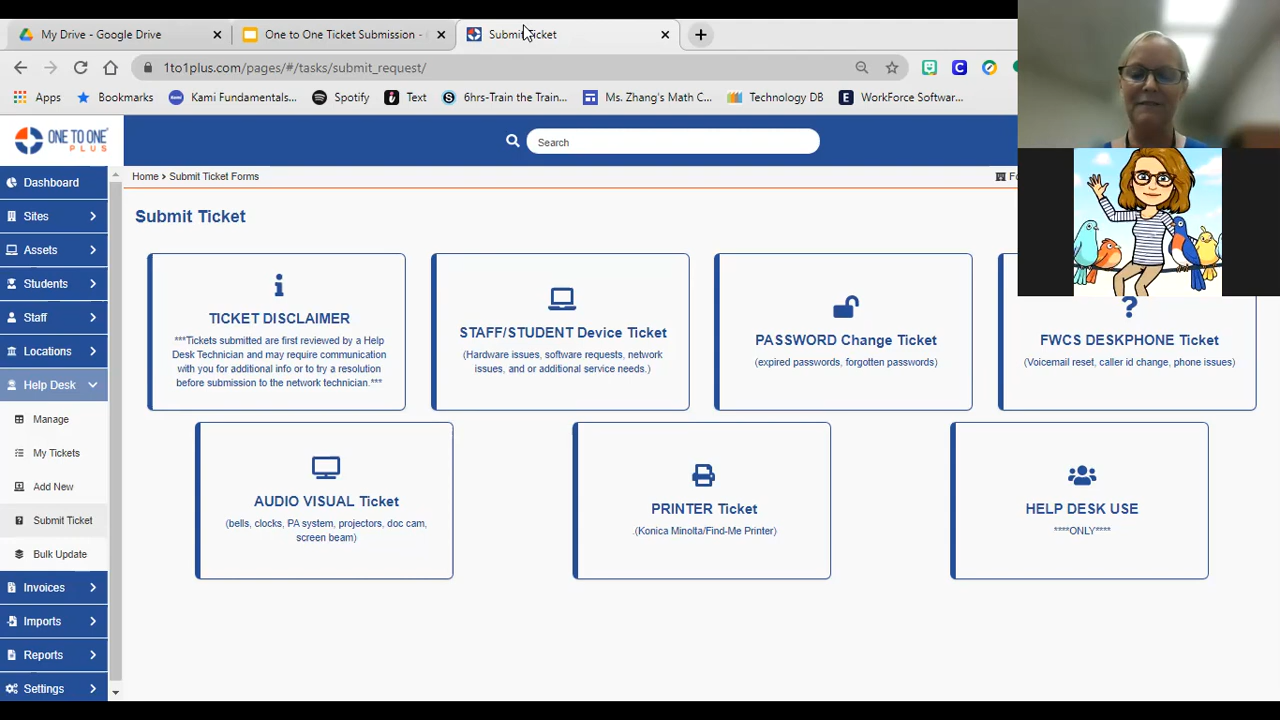 My Drive - Google Drive
One to One Ticket Submission -
Submit Ticket
1to1plus.com/pages/#/tasks/submit_request/
Apps
Bookmarks
Kami Fundamentals...
Spotify
Text
6hrs-Train the Train...
Ms. Zhang's Math C...
Technology DB
WorkForce Softwar...
ONE TO ONE
PLUS
Search
Home > Submit Ticket Forms
Dashboard
Sites
Assets
Students
Staff
Locations
Help Desk
Manage
My Tickets
Add New
Submit Ticket
Bulk Update
Invoices
Imports
Reports
Settings
Submit Ticket
TICKET DISCLAIMER
***Tickets submitted are first reviewed by a Help
Desk Technician and may require communication
with you for additional info or to try a resolution
before submission to the network technician.***
STAFF/STUDENT Device Ticket
(Hardware issues, software requests, network
issues, and or additional service needs.)
PASSWORD Change Ticket
(expired passwords, forgotten passwords)
FWCS DESKPHONE Ticket
(Voicemail reset, caller id change, phone issues)
AUDIO VISUAL Ticket
(bells, clocks, PA system, projectors, doc cam,
screen beam)
PRINTER Ticket
(Konica Minolta/Find-Me Printer)
HELP DESK USE
****ONLY****